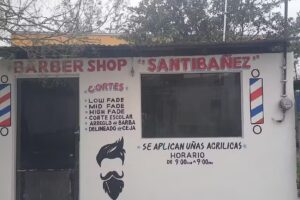 BARBER SHOP "SANTIBAÑEZ"
CORTES
LOW FADE
MID FADE
HIGH FADE
CORTE ESCOLAR
ARREGLO DE BARBA
DELINEADO DE CEJA
SE APLICAN UÑAS ACRILICAS
HORARIO
DE 9:00 A 9:00